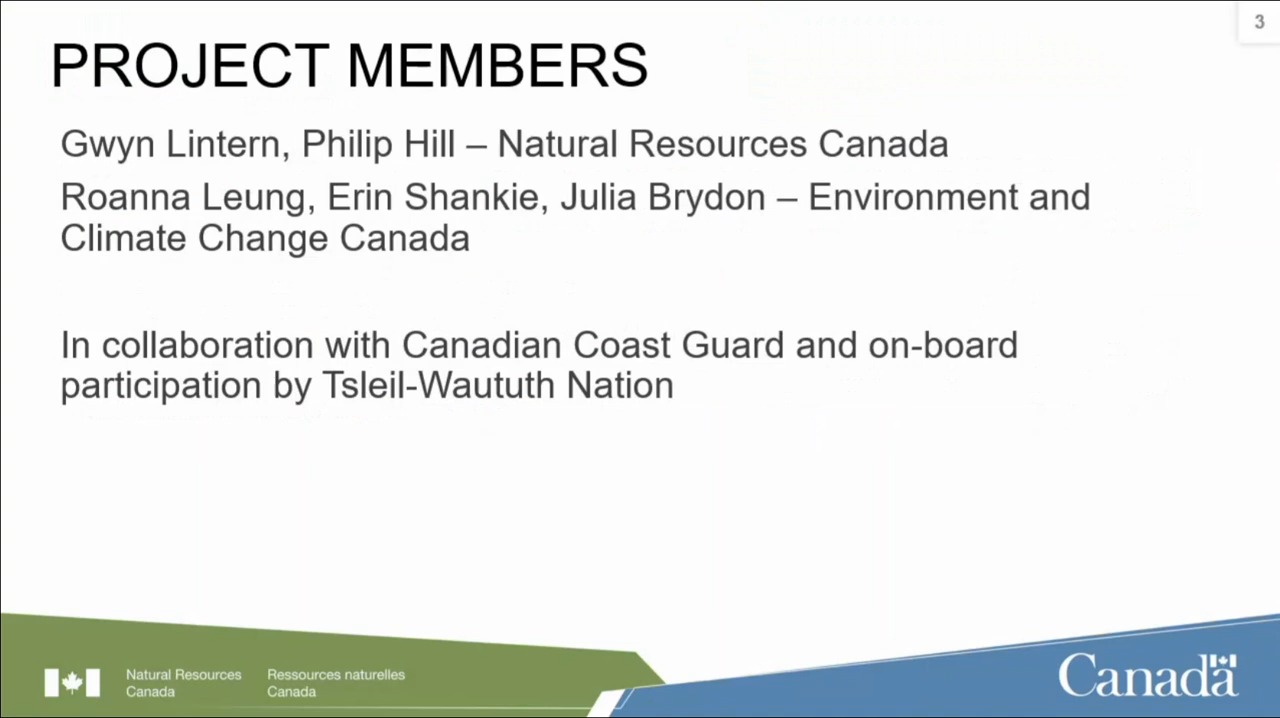 3
PROJECT MEMBERS
Gwyn Lintern, Philip Hill – Natural Resources Canada
Roanna Leung, Erin Shankie, Julia Brydon – Environment and
Climate Change Canada
In collaboration with Canadian Coast Guard and on-board
participation by Tsleil-Waututh Nation
Natural Resources
Canada
Ressources naturelles
Canada
Canada